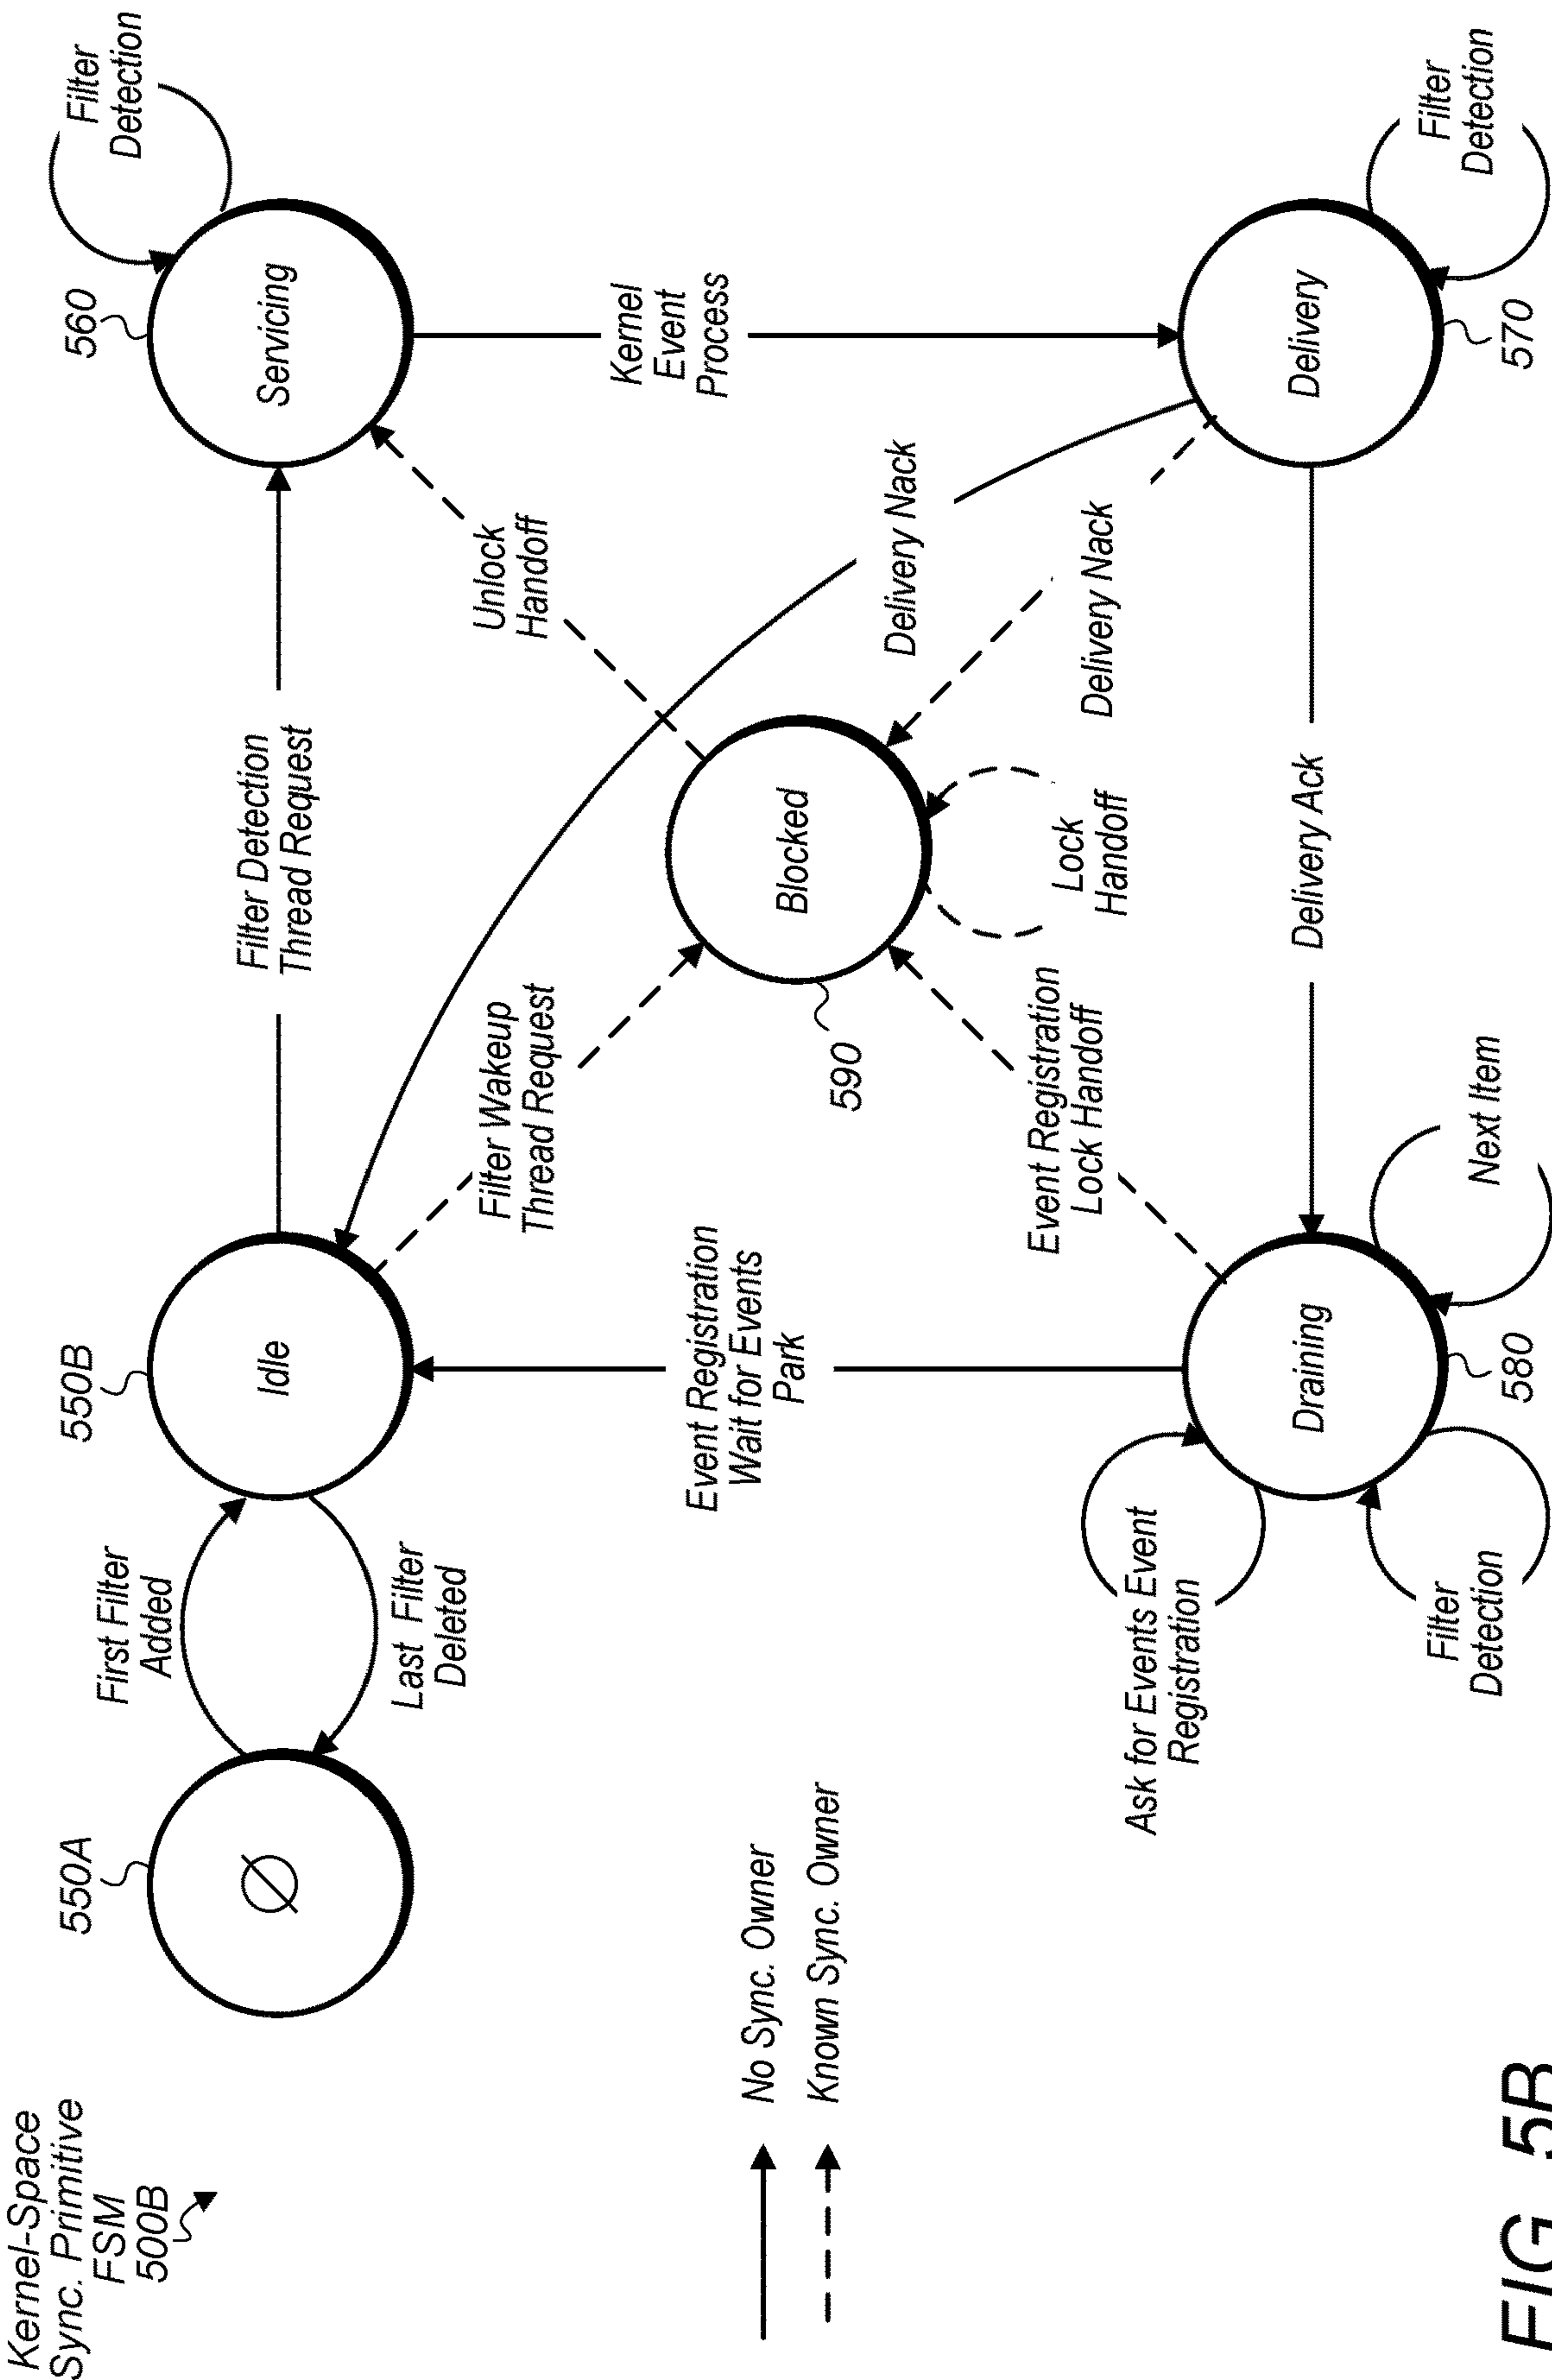 Kernel-Space
Sync. Primitive
FSM
500B
550A
Ø
First Filter
Added
Last Filter
Deleted
550B
Idle
Filter Detection
Thread Request
560
Servicing
Filter
Detection
Unlock
Handoff
Kernel
Event
Process
Filter Wakeup
Thread Request
Blocked
590
Lock
Handoff
Delivery Nack
Delivery Nack
Event Registration
Wait for Events
Park
Event Registration
Lock Handoff
No Sync. Owner
Known Sync. Owner
Ask for Events Event
Registration
Draining
580
Filter
Detection
Next Item
Delivery Ack
Delivery
570
Filter
Detection
FIG. 5B